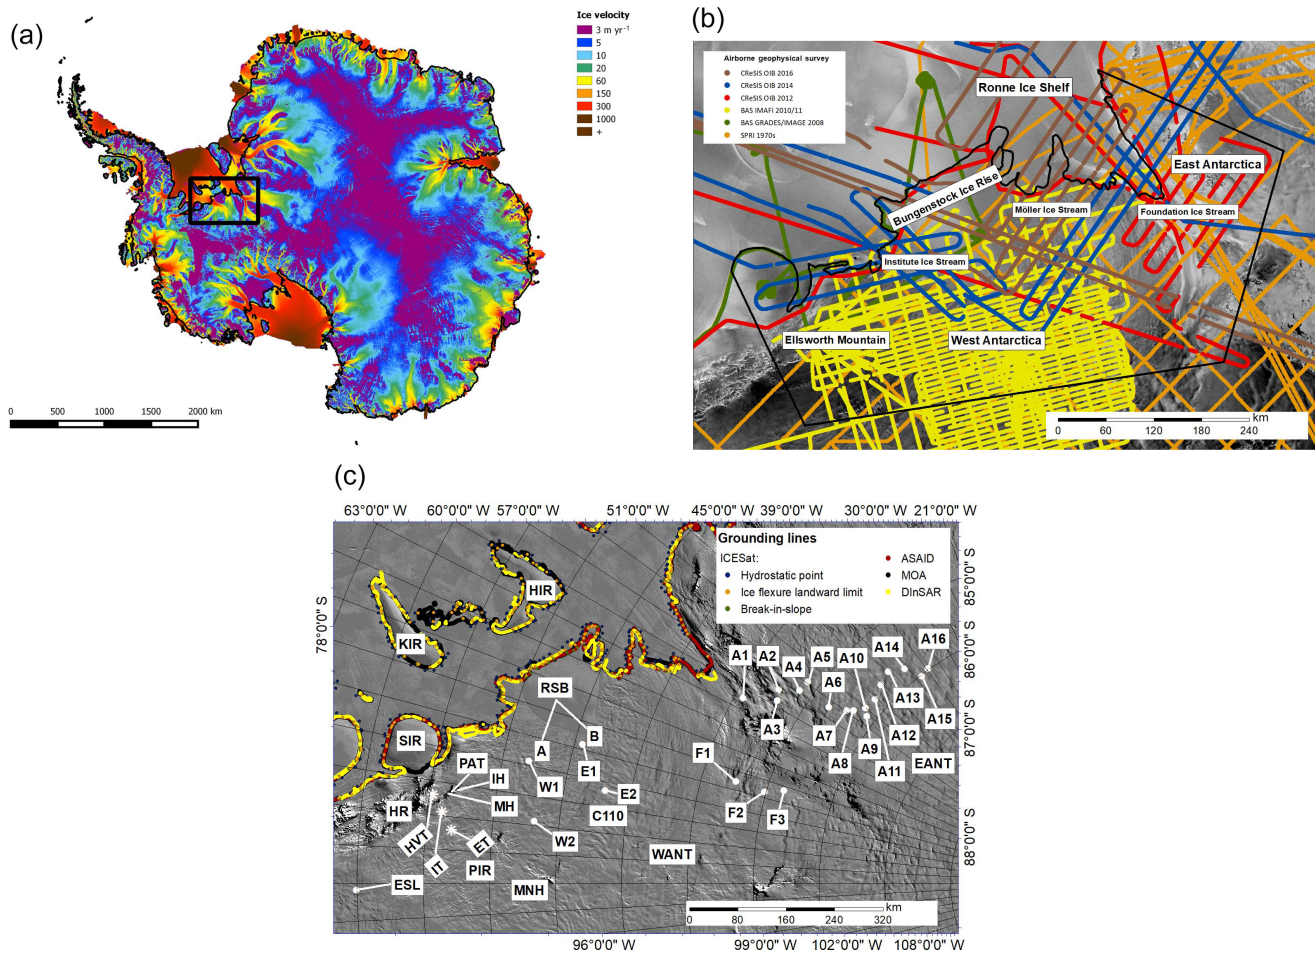 (a)
Ice velocity
3 m yr⁻¹
5
10
20
60
150
300
1000
+
0 500 1000 1500 2000 km
(b)
Airborne geophysical survey
CReSIS OIB 2016
CReSIS OIB 2014
CReSIS OIB 2012
BAS IMAFI 2010/11
BAS GRADES/IMAGE 2008
SPRI 1970s
Ronne Ice Shelf
East Antarctica
Bungenstock Ice Rise
Möller Ice Stream
Foundation Ice Stream
Institute Ice Stream
Ellsworth Mountain
West Antarctica
km
0 60 120 180 240
(c)
63°0'0" W 60°0'0" W 57°0'0" W 51°0'0" W 45°0'0" W 39°0'0" W 30°0'0" W 21°0'0" W
Grounding lines
ICESat:
Hydrostatic point
Ice flexure landward limit
Break-in-slope
ASAID
MOA
DInSAR
78°0'0" S
85°0'0" S
86°0'0" S
87°0'0" S
88°0'0" S
HIR
KIR
SIR
RSB
A
B
E1
W1
E2
C110
W2
PAT
IH
MH
HR
HVT
IT
ET
PIR
ESL
MNH
WANT
F1
F2
F3
A1
A2
A4
A5
A10
A14
A16
A6
A13
A3
A7
A12
A15
A9
A8
A11
EANT
km
0 80 160 240 320
96°0'0" W 99°0'0" W 102°0'0" W 108°0'0" W